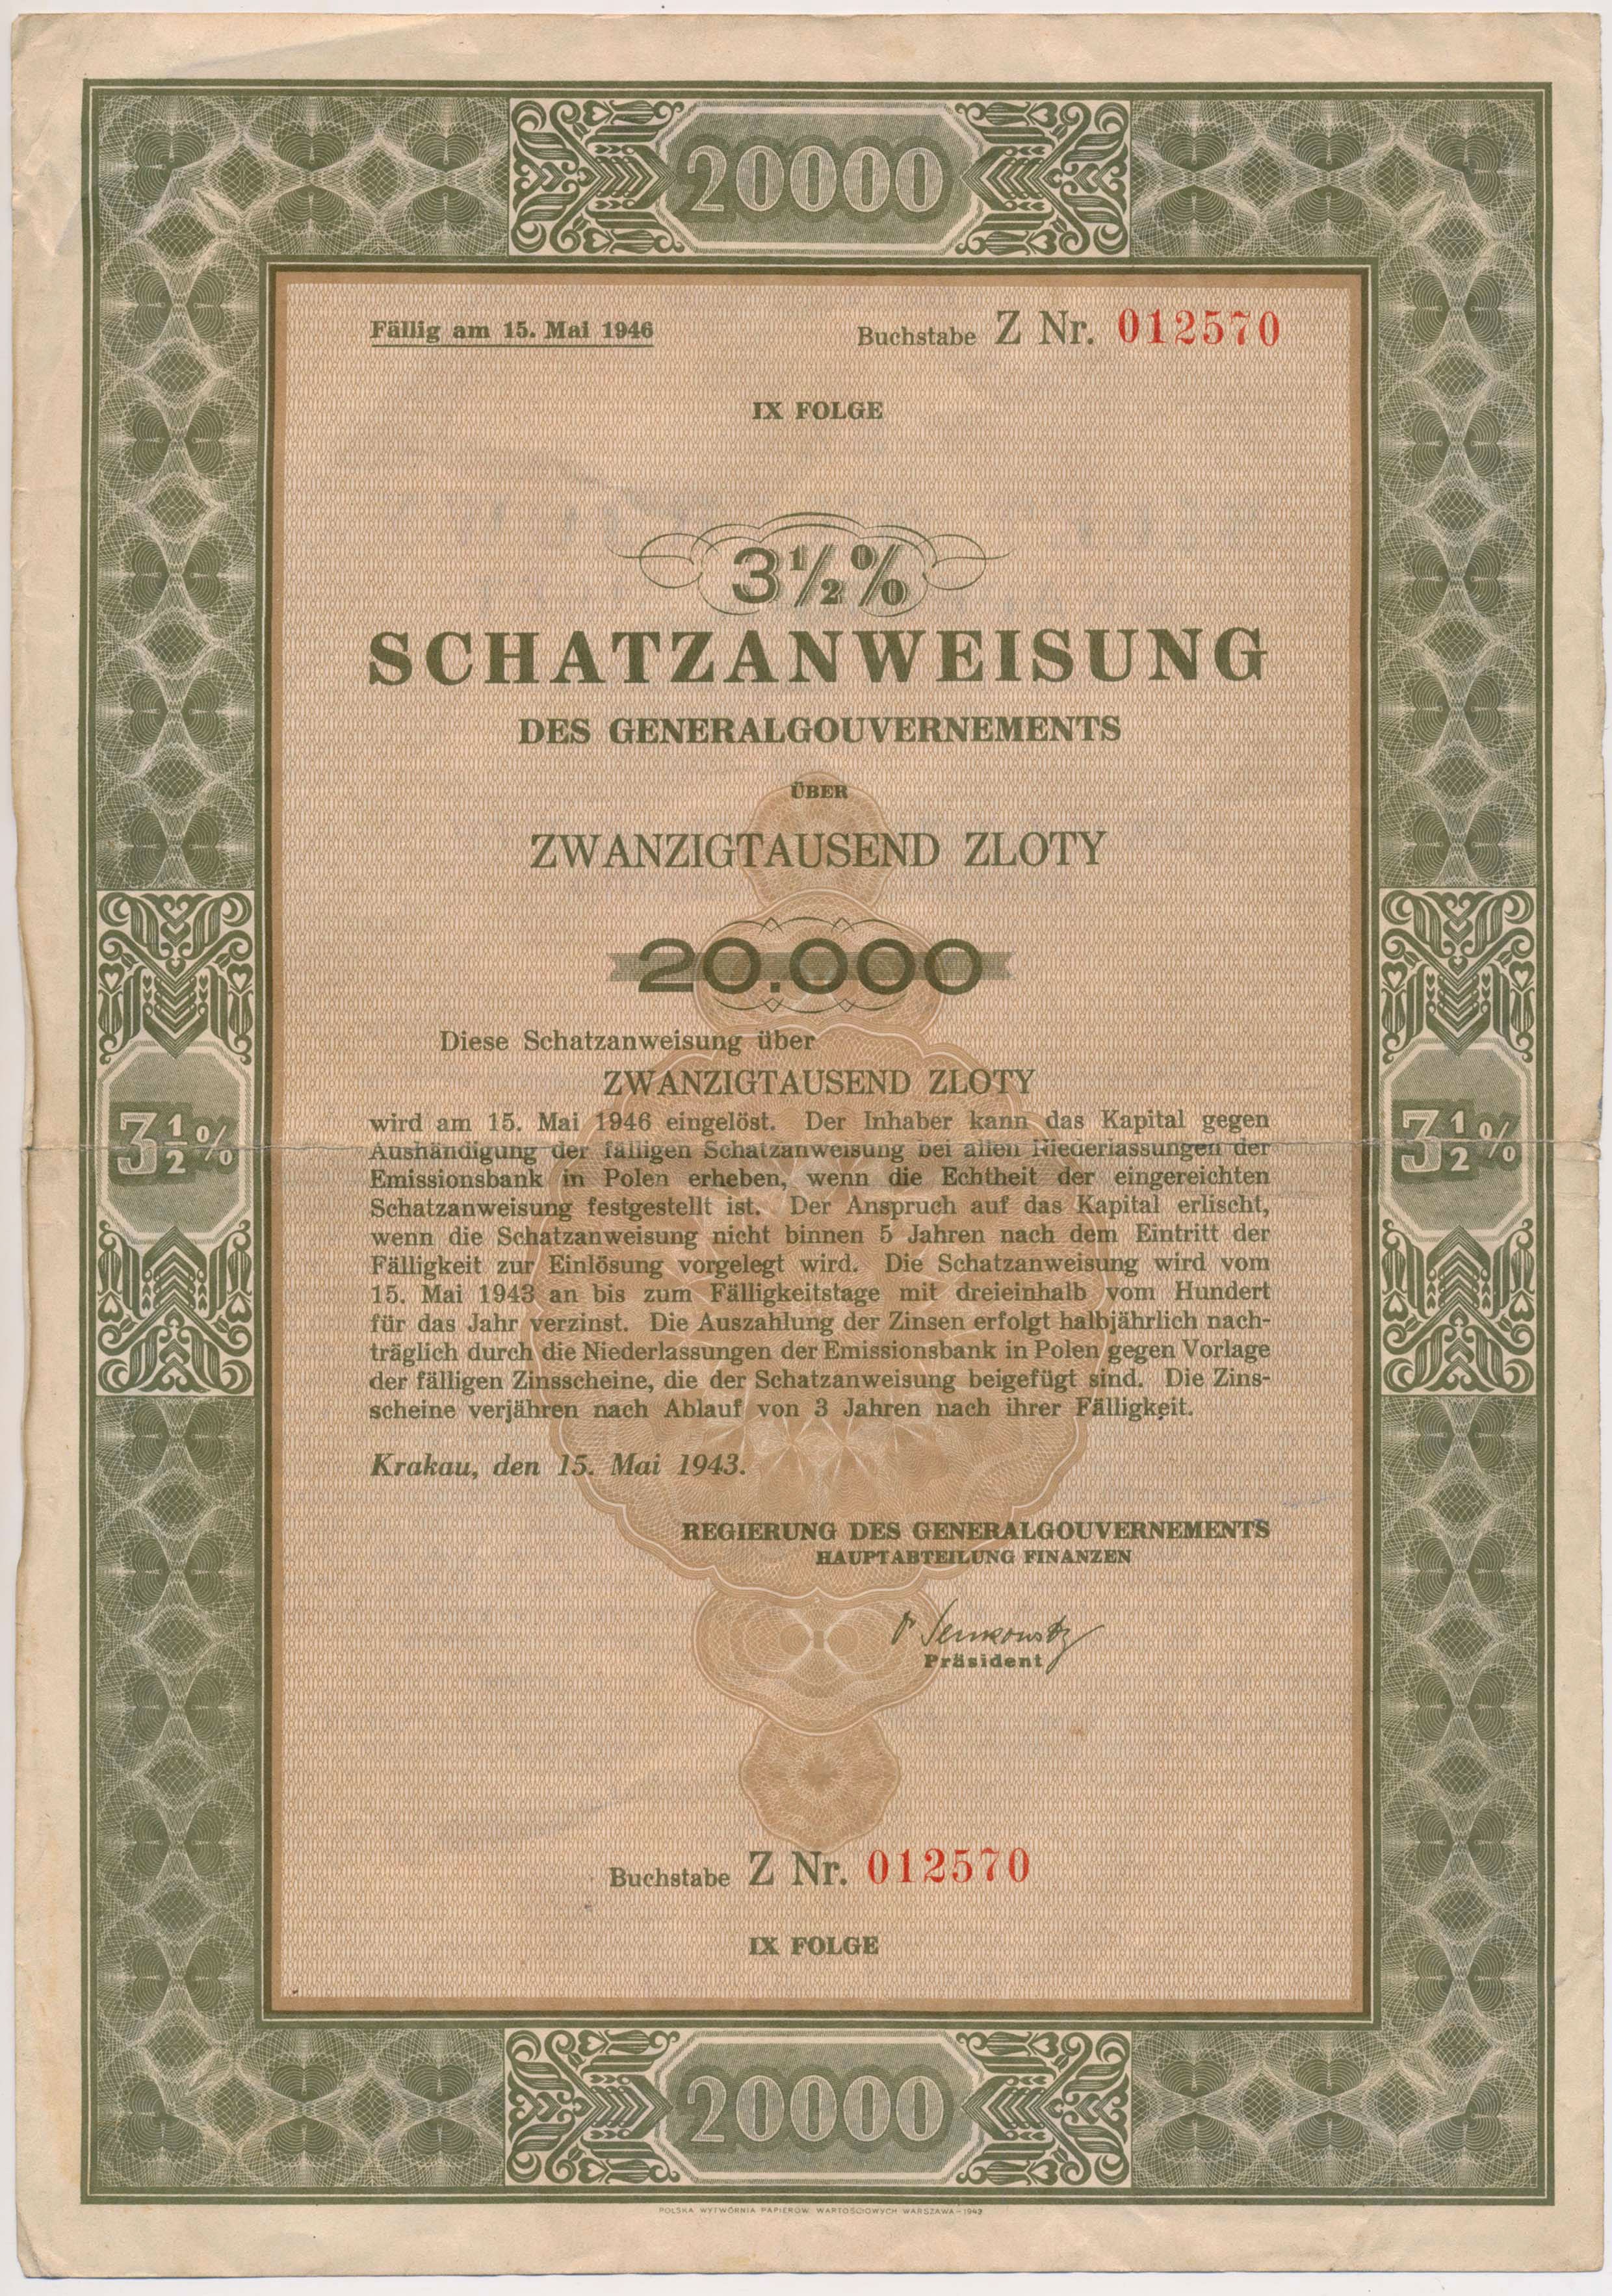 20000
Fällig am 15. Mai 1946
Buchstabe Z Nr. 012570
IX FOLGE
3½%
SCHATZANWEISUNG
DES GENERALGOUVERNEMENTS
ÜBER
ZWANZIGTAUSEND ZLOTY
20.000
Diese Schatzanweisung über
ZWANZIGTAUSEND ZLOTY
wird am 15. Mai 1946 eingelöst. Der Inhaber kann das Kapital gegen
Aushändigung der fälligen Schatzanweisung bei allen Niederlassungen der
Emissionsbank in Polen erheben, wenn die Echtheit der eingereichten
Schatzanweisung festgestellt ist. Der Anspruch auf das Kapital erlischt,
wenn die Schatzanweisung nicht binnen 5 Jahren nach dem Eintritt der
Fälligkeit zur Einlösung vorgelegt wird. Die Schatzanweisung wird vom
15. Mai 1943 an bis zum Fälligkeitstage mit dreieinhalb vom Hundert
für das Jahr verzinst. Die Auszahlung der Zinsen erfolgt halbjährlich nach-
träglich durch die Niederlassungen der Emissionsbank in Polen gegen Vorlage
der fälligen Zinsscheine, die der Schatzanweisung beigefügt sind. Die Zins-
scheine verjähren nach Ablauf von 3 Jahren nach ihrer Fälligkeit.
3½%
3½%
Krakau, den 15. Mai 1943.
REGIERUNG DES GENERALGOUVERNEMENTS
HAUPTABTEILUNG FINANZEN
Senkowsky
Präsident
Buchstabe Z Nr. 012570
IX FOLGE
20000
POLSKA WYTWÓRNIA PAPIERÓW WARTOŚCIOWYCH WARSZAWA-1943